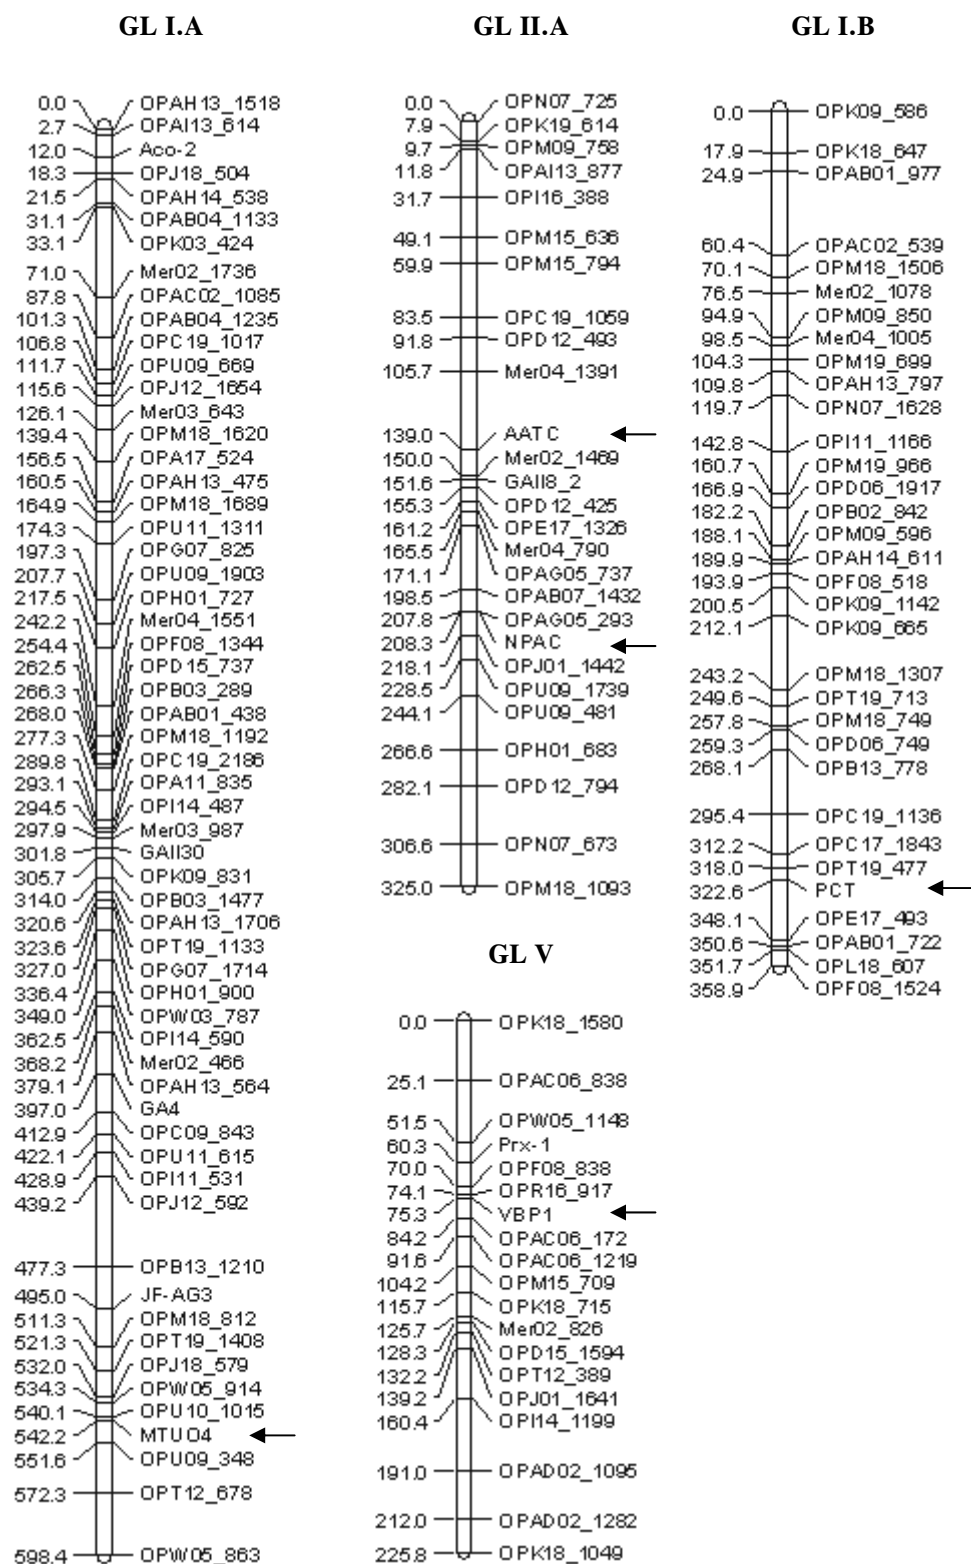 GL I.A
0.0 OPAH13_1518
2.7 OPAI13_614
12.0 Aco-2
18.3 OPJ18_504
21.5 OPAH14_538
31.1 OPAB04_1133
33.1 OPK03_424
71.0 Mer02_1736
87.8 OPAC02_1085
101.3 OPAB04_1235
106.8 OPC19_1017
111.7 OPU09_669
115.6 OPJ12_1654
126.1 Mer03_643
139.4 OPM18_1620
156.5 OPA17_524
160.5 OPAH13_475
164.9 OPM18_1689
174.3 OPU11_1311
197.3 OPG07_825
207.7 OPU09_1903
217.5 OPH01_727
242.2 Mer04_1551
254.4 OPF08_1344
262.5 OPD15_737
266.3 OPB03_289
268.0 OPAB01_438
277.3 OPM18_1192
289.8 OPC19_2186
293.1 OPA11_835
294.5 OPI14_487
297.9 Mer03_987
301.8 GAII30
305.7 OPK09_831
314.0 OPB03_1477
320.6 OPAH13_1706
323.6 OPT19_1133
327.0 OPG07_1714
336.4 OPH01_900
349.0 OPW03_787
362.5 OPI14_590
368.2 Mer02_466
379.1 OPAH13_564
397.0 GA4
412.9 OPC09_843
422.1 OPU11_615
428.9 OPI11_531
439.2 OPJ12_592
477.3 OPB13_1210
495.0 JF-AG3
511.3 OPM18_812
521.3 OPT19_1408
532.0 OPJ18_579
534.3 OPW05_914
540.1 OPU10_1015
542.2 MTUO4
551.6 OPU09_348
572.3 OPT12_678
598.4 OPW05_863
GL II.A
0.0 OPN07_725
7.9 OPK19_614
9.7 OPM09_758
11.8 OPAI13_877
31.7 OPI16_388
49.1 OPM15_636
59.9 OPM15_794
83.5 OPC19_1059
91.8 OPD12_493
105.7 Mer04_1391
139.0 AATC
150.0 Mer02_1469
151.6 GAII8_2
155.3 OPD12_425
161.2 OPE17_1326
165.5 Mer04_790
171.1 OPAG05_737
198.5 OPAB07_1432
207.8 OPAG05_293
208.3 NPAC
218.1 OPJ01_1442
228.5 OPU09_1739
244.1 OPU09_481
266.6 OPH01_683
282.1 OPD12_794
306.6 OPN07_673
325.0 OPM18_1093
GL V
0.0 OPK18_1580
25.1 OPAC06_838
51.5 OPW05_1148
60.3 Prx-1
70.0 OPF08_838
74.1 OPR16_917
75.3 VBP1
84.2 OPAC06_172
91.6 OPAC06_1219
104.2 OPM15_709
115.7 OPK18_715
125.7 Mer02_826
128.3 OPD15_1594
132.2 OPT12_389
139.2 OPJ01_1641
160.4 OPI14_1199
191.0 OPAD02_1095
212.0 OPAD02_1282
225.8 OPK18_1049
GL I.B
0.0 OPK09_586
17.9 OPK18_647
24.9 OPAB01_977
60.4 OPAC02_539
70.1 OPM18_1506
76.5 Mer02_1078
94.9 OPM09_850
98.5 Mer04_1005
104.3 OPM19_699
109.8 OPAH13_797
119.7 OPN07_1628
142.8 OPI11_1166
160.7 OPM19_966
166.9 OPD06_1917
182.2 OPB02_842
188.1 OPM09_596
189.9 OPAH14_611
193.9 OPF08_518
200.5 OPK09_1142
212.1 OPK09_665
243.2 OPM18_1307
249.6 OPT19_713
257.8 OPM18_749
259.3 OPD06_749
268.1 OPB13_778
295.4 OPC19_1136
312.2 OPC17_1843
318.0 OPT19_477
322.6 PCT
348.1 OPE17_493
350.6 OPAB01_722
351.7 OPL18_607
358.9 OPF08_1524